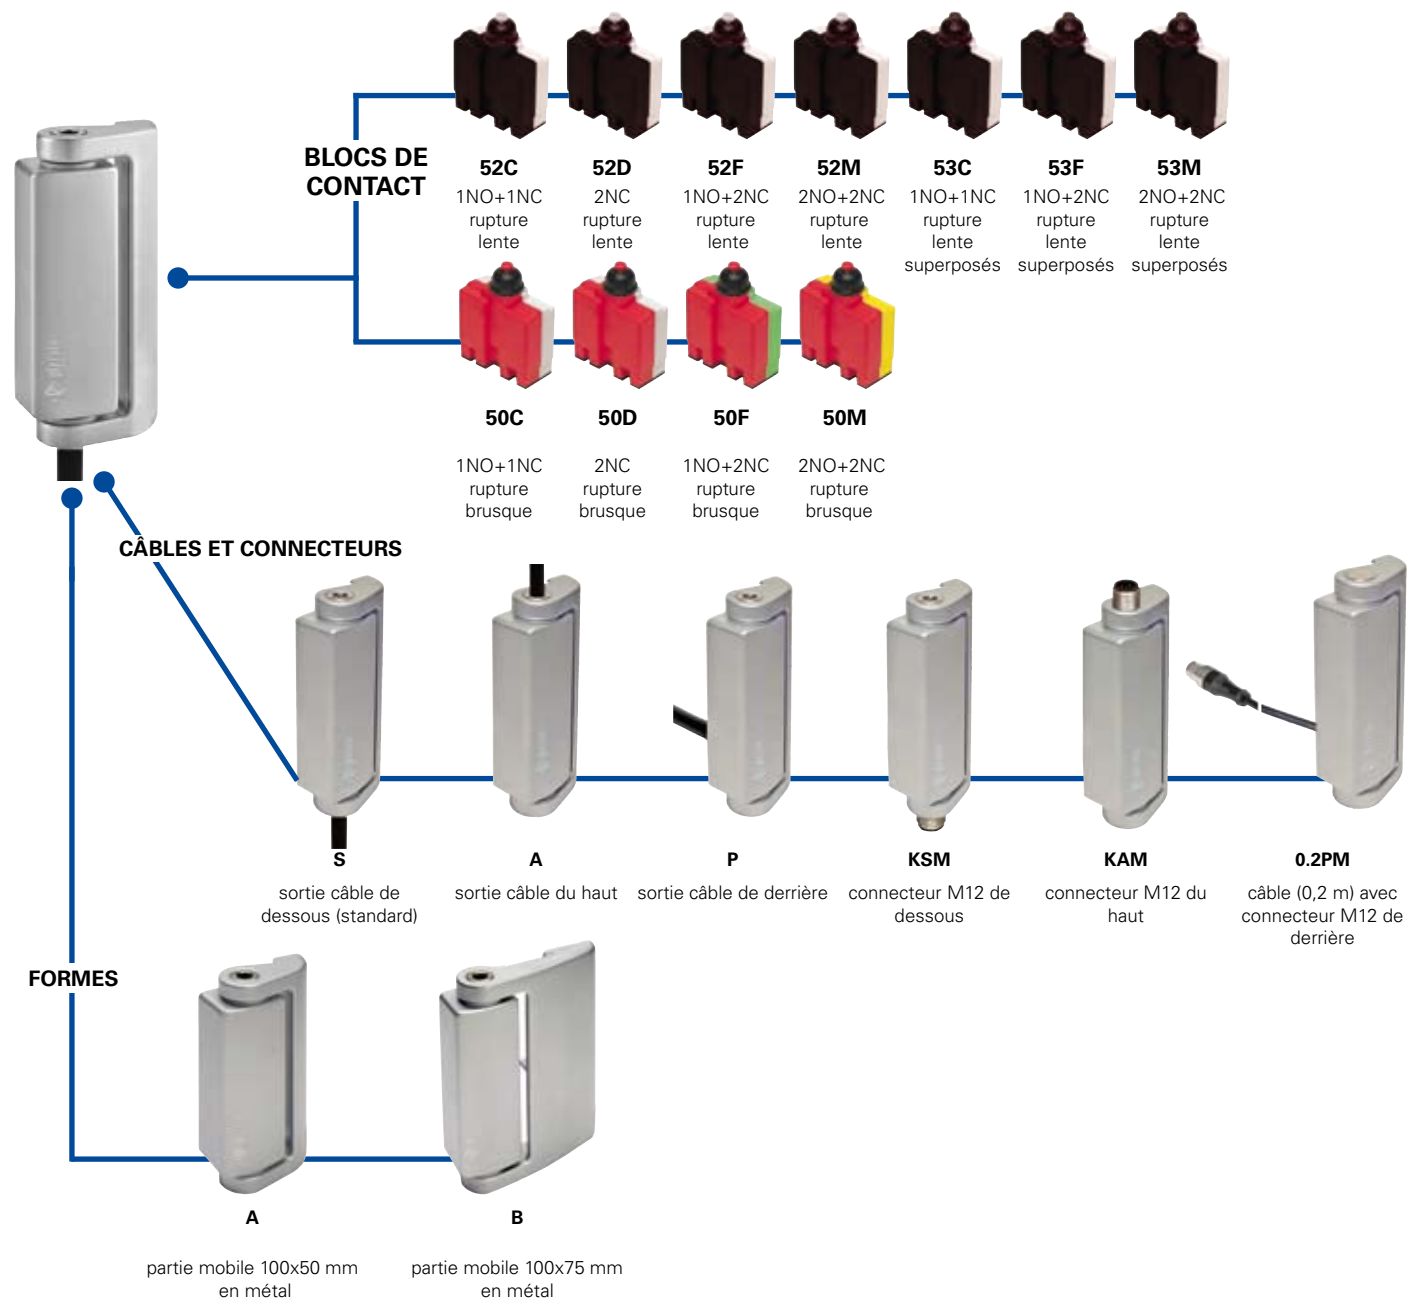 BLOCS DE
CONTACT
52C
1NO+1NC
rupture
lente
52D
2NC
rupture
lente
52F
1NO+2NC
rupture
lente
52M
2NO+2NC
rupture
lente
53C
1NO+1NC
rupture
lente
superposés
53F
1NO+2NC
rupture
lente
superposés
53M
2NO+2NC
rupture
lente
superposés
50C
1NO+1NC
rupture
brusque
50D
2NC
rupture
brusque
50F
1NO+2NC
rupture
brusque
50M
2NO+2NC
rupture
brusque
CÂBLES ET CONNECTEURS
S
sortie câble de
dessous (standard)
A
sortie câble du haut
P
sortie câble de derrière
KSM
connecteur M12 de
dessous
KAM
connecteur M12 du
haut
0.2PM
câble (0,2 m) avec
connecteur M12 de
derrière
FORMES
A
partie mobile 100x50 mm
en métal
B
partie mobile 100x75 mm
en métal